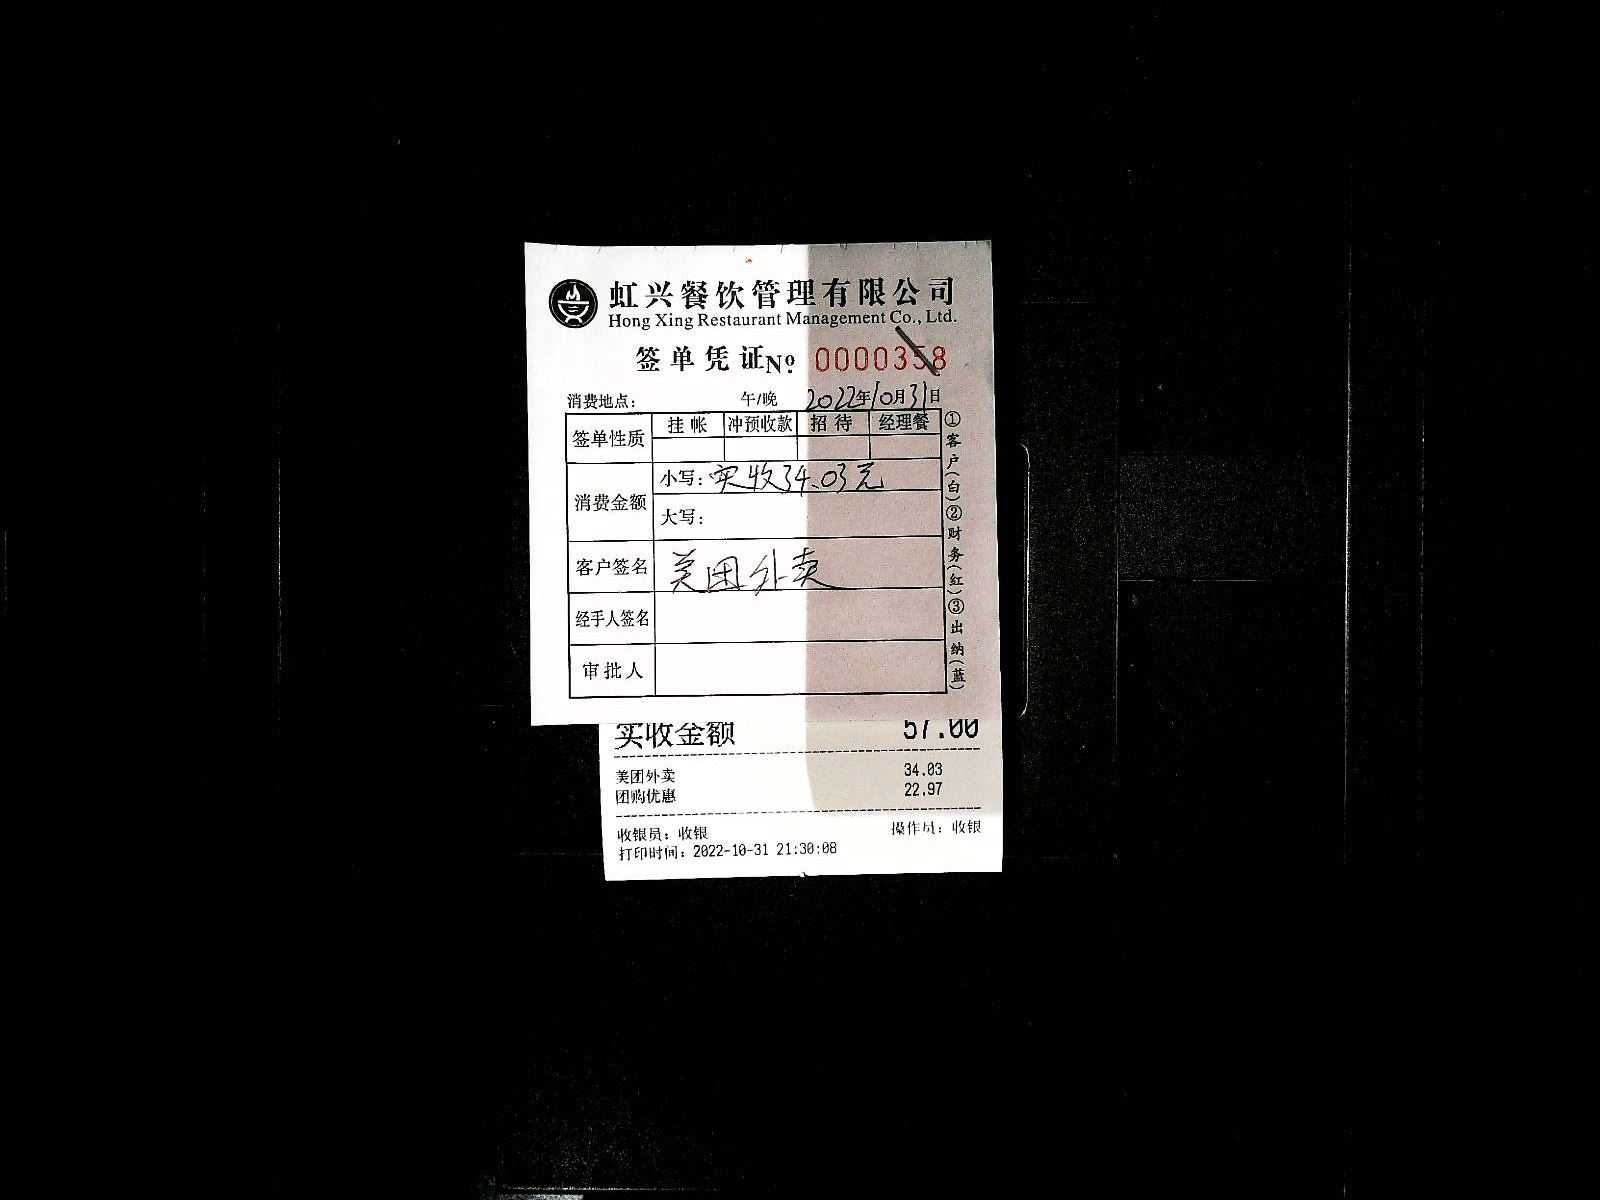 虹兴餐饮管理有限公司
Hong Xing Restaurant Management Co., Ltd.
签单凭证 № 0000358
消费地点： 午/晚 2022年10月31日
签单性质 挂帐 冲预收款 招待 经理餐
消费金额 小写：实收34.03元
大写：
客户签名 美团外卖
经手人签名
审批人
①客户(白)②财务(红)③出纳(蓝)
实收金额 57.00
美团外卖 34.03
团购优惠 22.97
收银员：收银 操作员：收银
打印时间：2022-10-31 21:30:08